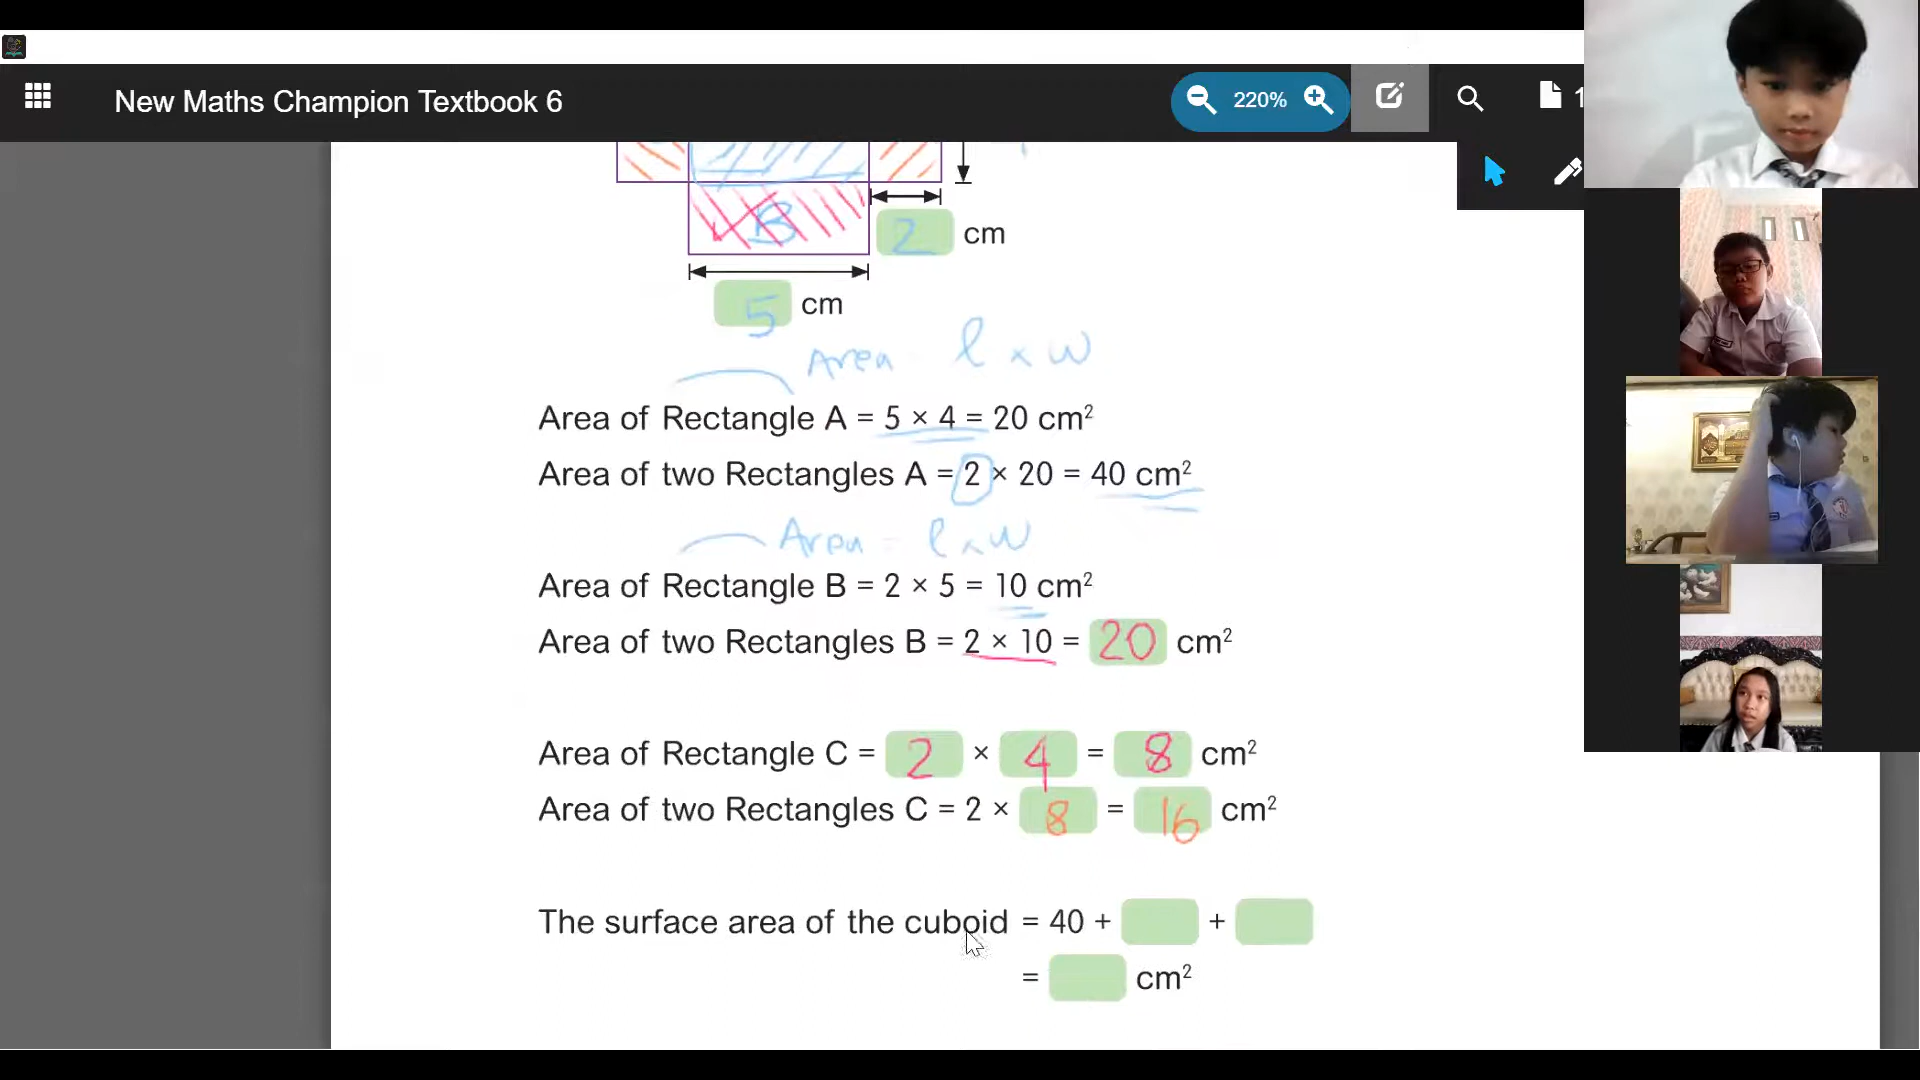 New Maths Champion Textbook 6
220%
1
B
2 cm
5 cm
Area l × w
Area of Rectangle A = 5 × 4 = 20 cm²
Area of two Rectangles A = 2 × 20 = 40 cm²
Area = l × w
Area of Rectangle B = 2 × 5 = 10 cm²
Area of two Rectangles B = 2 × 10 = 20 cm²
Area of Rectangle C = 2 × 4 = 8 cm²
Area of two Rectangles C = 2 × 8 = 16 cm²
The surface area of the cuboid = 40 + +
= cm²